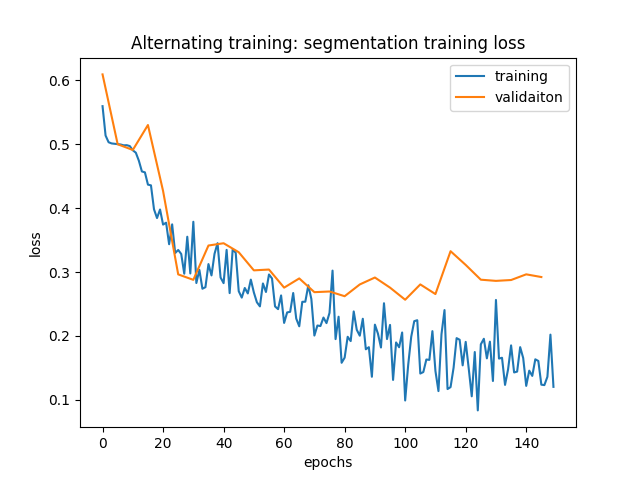 Alternating training: segmentation training loss
training
validaiton
loss
0.6
0.5
0.4
0.3
0.2
0.1
0 20 40 60 80 100 120 140
epochs